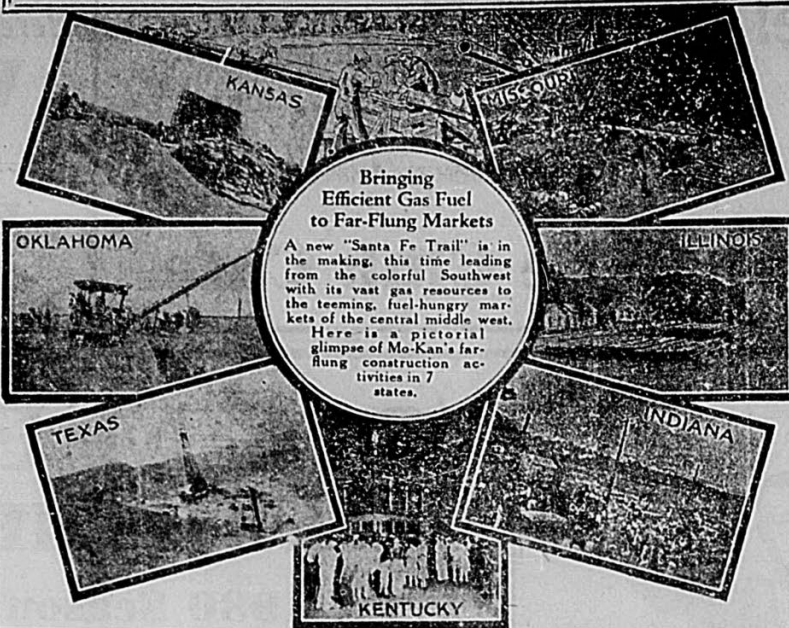 KANSAS
MISSOURI
Bringing
Efficient Gas Fuel
to Far-Flung Markets
A new "Santa Fe Trail" is in
the making, this time leading
from the colorful Southwest
with its vast gas resources to
the teeming, fuel-hungry mar-
kets of the central middle west.
Here is a pictorial
glimpse of Mo-Kan's far-
flung construction ac-
tivities in 7
states.
OKLAHOMA
ILLINOIS
TEXAS
INDIANA
KENTUCKY